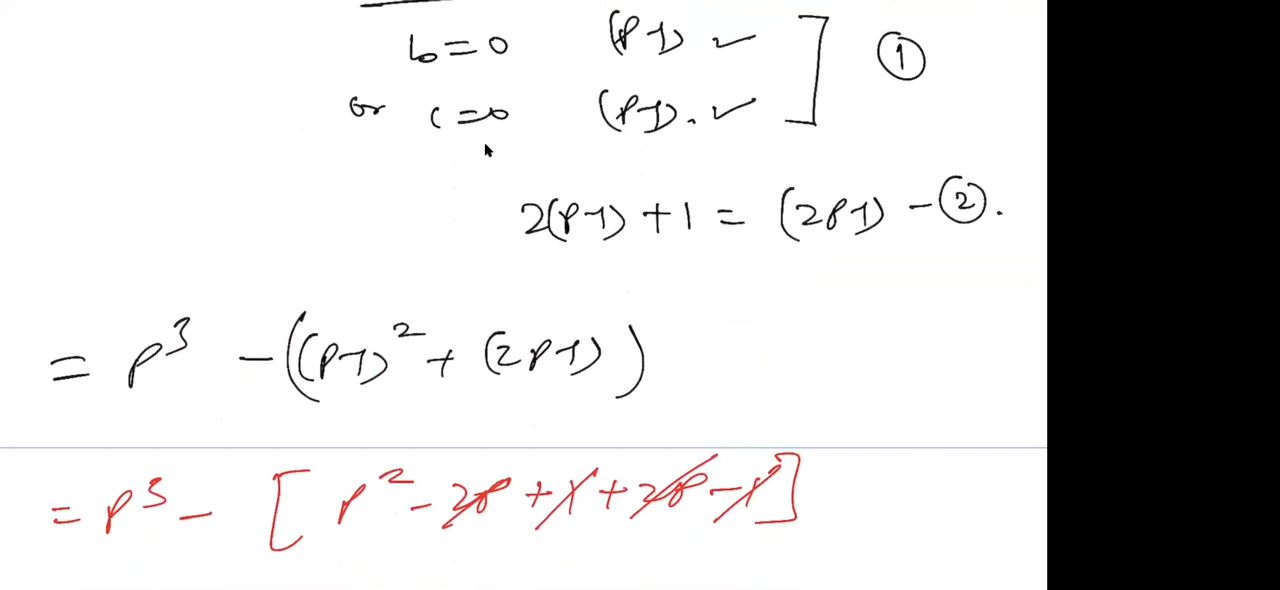 b=0 (p-1) ✓ ] ①
or c=0 (p-1). ✓
2(p-1) + 1 = (2p-1) - ②.
= p³ - ((p-1)² + (2p-1))
= p³ - [ p² - 2p + 1 + 2p - 1 ]